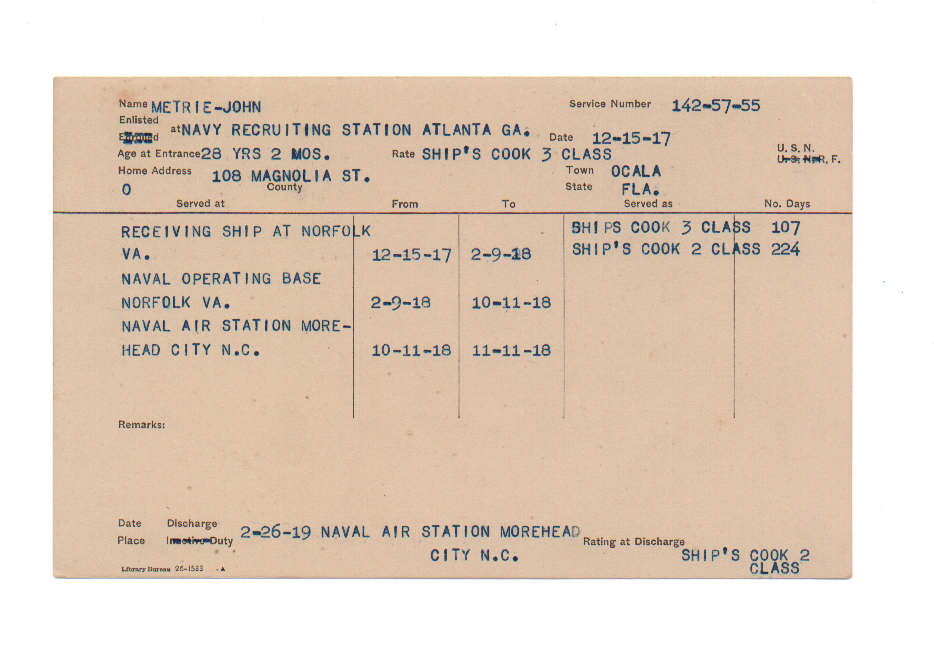 Name METRIE-JOHN Service Number 142-57-55
Enlisted
at NAVY RECRUITING STATION ATLANTA GA. Date 12-15-17
Age at Entrance 28 YRS 2 MOS. Rate SHIP'S COOK 3 CLASS U. S. N.
U. S. N. R. F.
Home Address 108 MAGNOLIA ST. Town OCALA
O County State FLA.
Served at From To Served as No. Days
RECEIVING SHIP AT NORFOLK SHIPS COOK 3 CLASS 107
VA. 12-15-17 2-9-18 SHIP'S COOK 2 CLASS 224
NAVAL OPERATING BASE
NORFOLK VA. 2-9-18 10-11-18
NAVAL AIR STATION MORE-
HEAD CITY N.C. 10-11-18 11-11-18
Remarks:
Date Discharge 2-26-19 NAVAL AIR STATION MOREHEAD
Place Inactive Duty CITY N.C. Rating at Discharge SHIP'S COOK 2
CLASS
Library Bureau 26-1583 - A